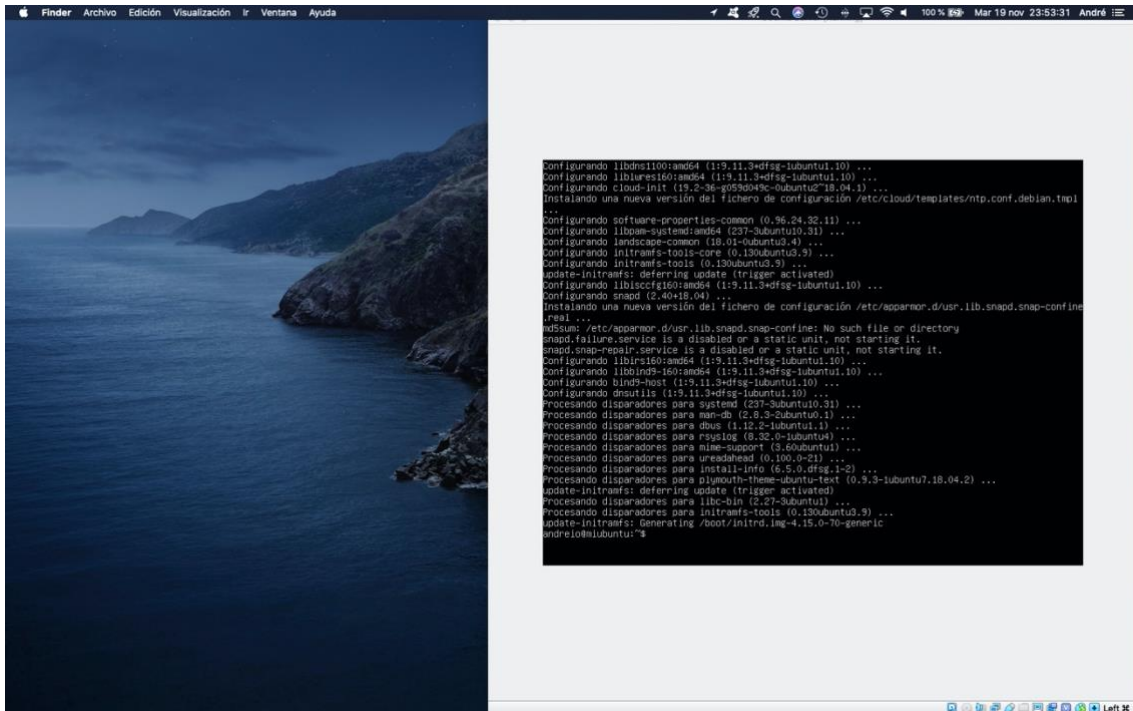 Finder Archivo Edición Visualización Ir Ventana Ayuda
100 % Mar 19 nov 23:53:31 André
Configurando libdns1100:amd64 (1:9.11.3+dfsg-1ubuntu1.10) ...
Configurando liblwres160:amd64 (1:9.11.3+dfsg-1ubuntu1.10) ...
Configurando cloud-init (19.2-36-g059d049c-0ubuntu2~18.04.1) ...
Instalando una nueva versión del fichero de configuración /etc/cloud/templates/ntp.conf.debian.tmpl
...
Configurando software-properties-common (0.96.24.32.11) ...
Configurando libpam-systemd:amd64 (237-3ubuntu10.31) ...
Configurando landscape-common (18.01-0ubuntu3.4) ...
Configurando initramfs-tools-core (0.130ubuntu3.9) ...
Configurando initramfs-tools (0.130ubuntu3.9) ...
update-initramfs: deferring update (trigger activated)
Configurando libisccfg160:amd64 (1:9.11.3+dfsg-1ubuntu1.10) ...
Configurando snapd (2.40+18.04) ...
Instalando una nueva versión del fichero de configuración /etc/apparmor.d/usr.lib.snapd.snap-confine
.real ...
md5sum: /etc/apparmor.d/usr.lib.snapd.snap-confine: No such file or directory
snapd.failure.service is a disabled or a static unit, not starting it.
snapd.snap-repair.service is a disabled or a static unit, not starting it.
Configurando libirs160:amd64 (1:9.11.3+dfsg-1ubuntu1.10) ...
Configurando libbind9-160:amd64 (1:9.11.3+dfsg-1ubuntu1.10) ...
Configurando bind9-host (1:9.11.3+dfsg-1ubuntu1.10) ...
Configurando dnsutils (1:9.11.3+dfsg-1ubuntu1.10) ...
Procesando disparadores para systemd (237-3ubuntu10.31) ...
Procesando disparadores para man-db (2.8.3-2ubuntu0.1) ...
Procesando disparadores para dbus (1.12.2-1ubuntu1.1) ...
Procesando disparadores para rsyslog (8.32.0-1ubuntu4) ...
Procesando disparadores para mime-support (3.60ubuntu1) ...
Procesando disparadores para ureadahead (0.100.0-21) ...
Procesando disparadores para install-info (6.5.0.dfsg.1-2) ...
Procesando disparadores para plymouth-theme-ubuntu-text (0.9.3-1ubuntu7.18.04.2) ...
update-initramfs: deferring update (trigger activated)
Procesando disparadores para libc-bin (2.27-3ubuntu1) ...
Procesando disparadores para initramfs-tools (0.130ubuntu3.9) ...
update-initramfs: Generating /boot/initrd.img-4.15.0-70-generic
andreio@miubuntu:~$
Left ⌘